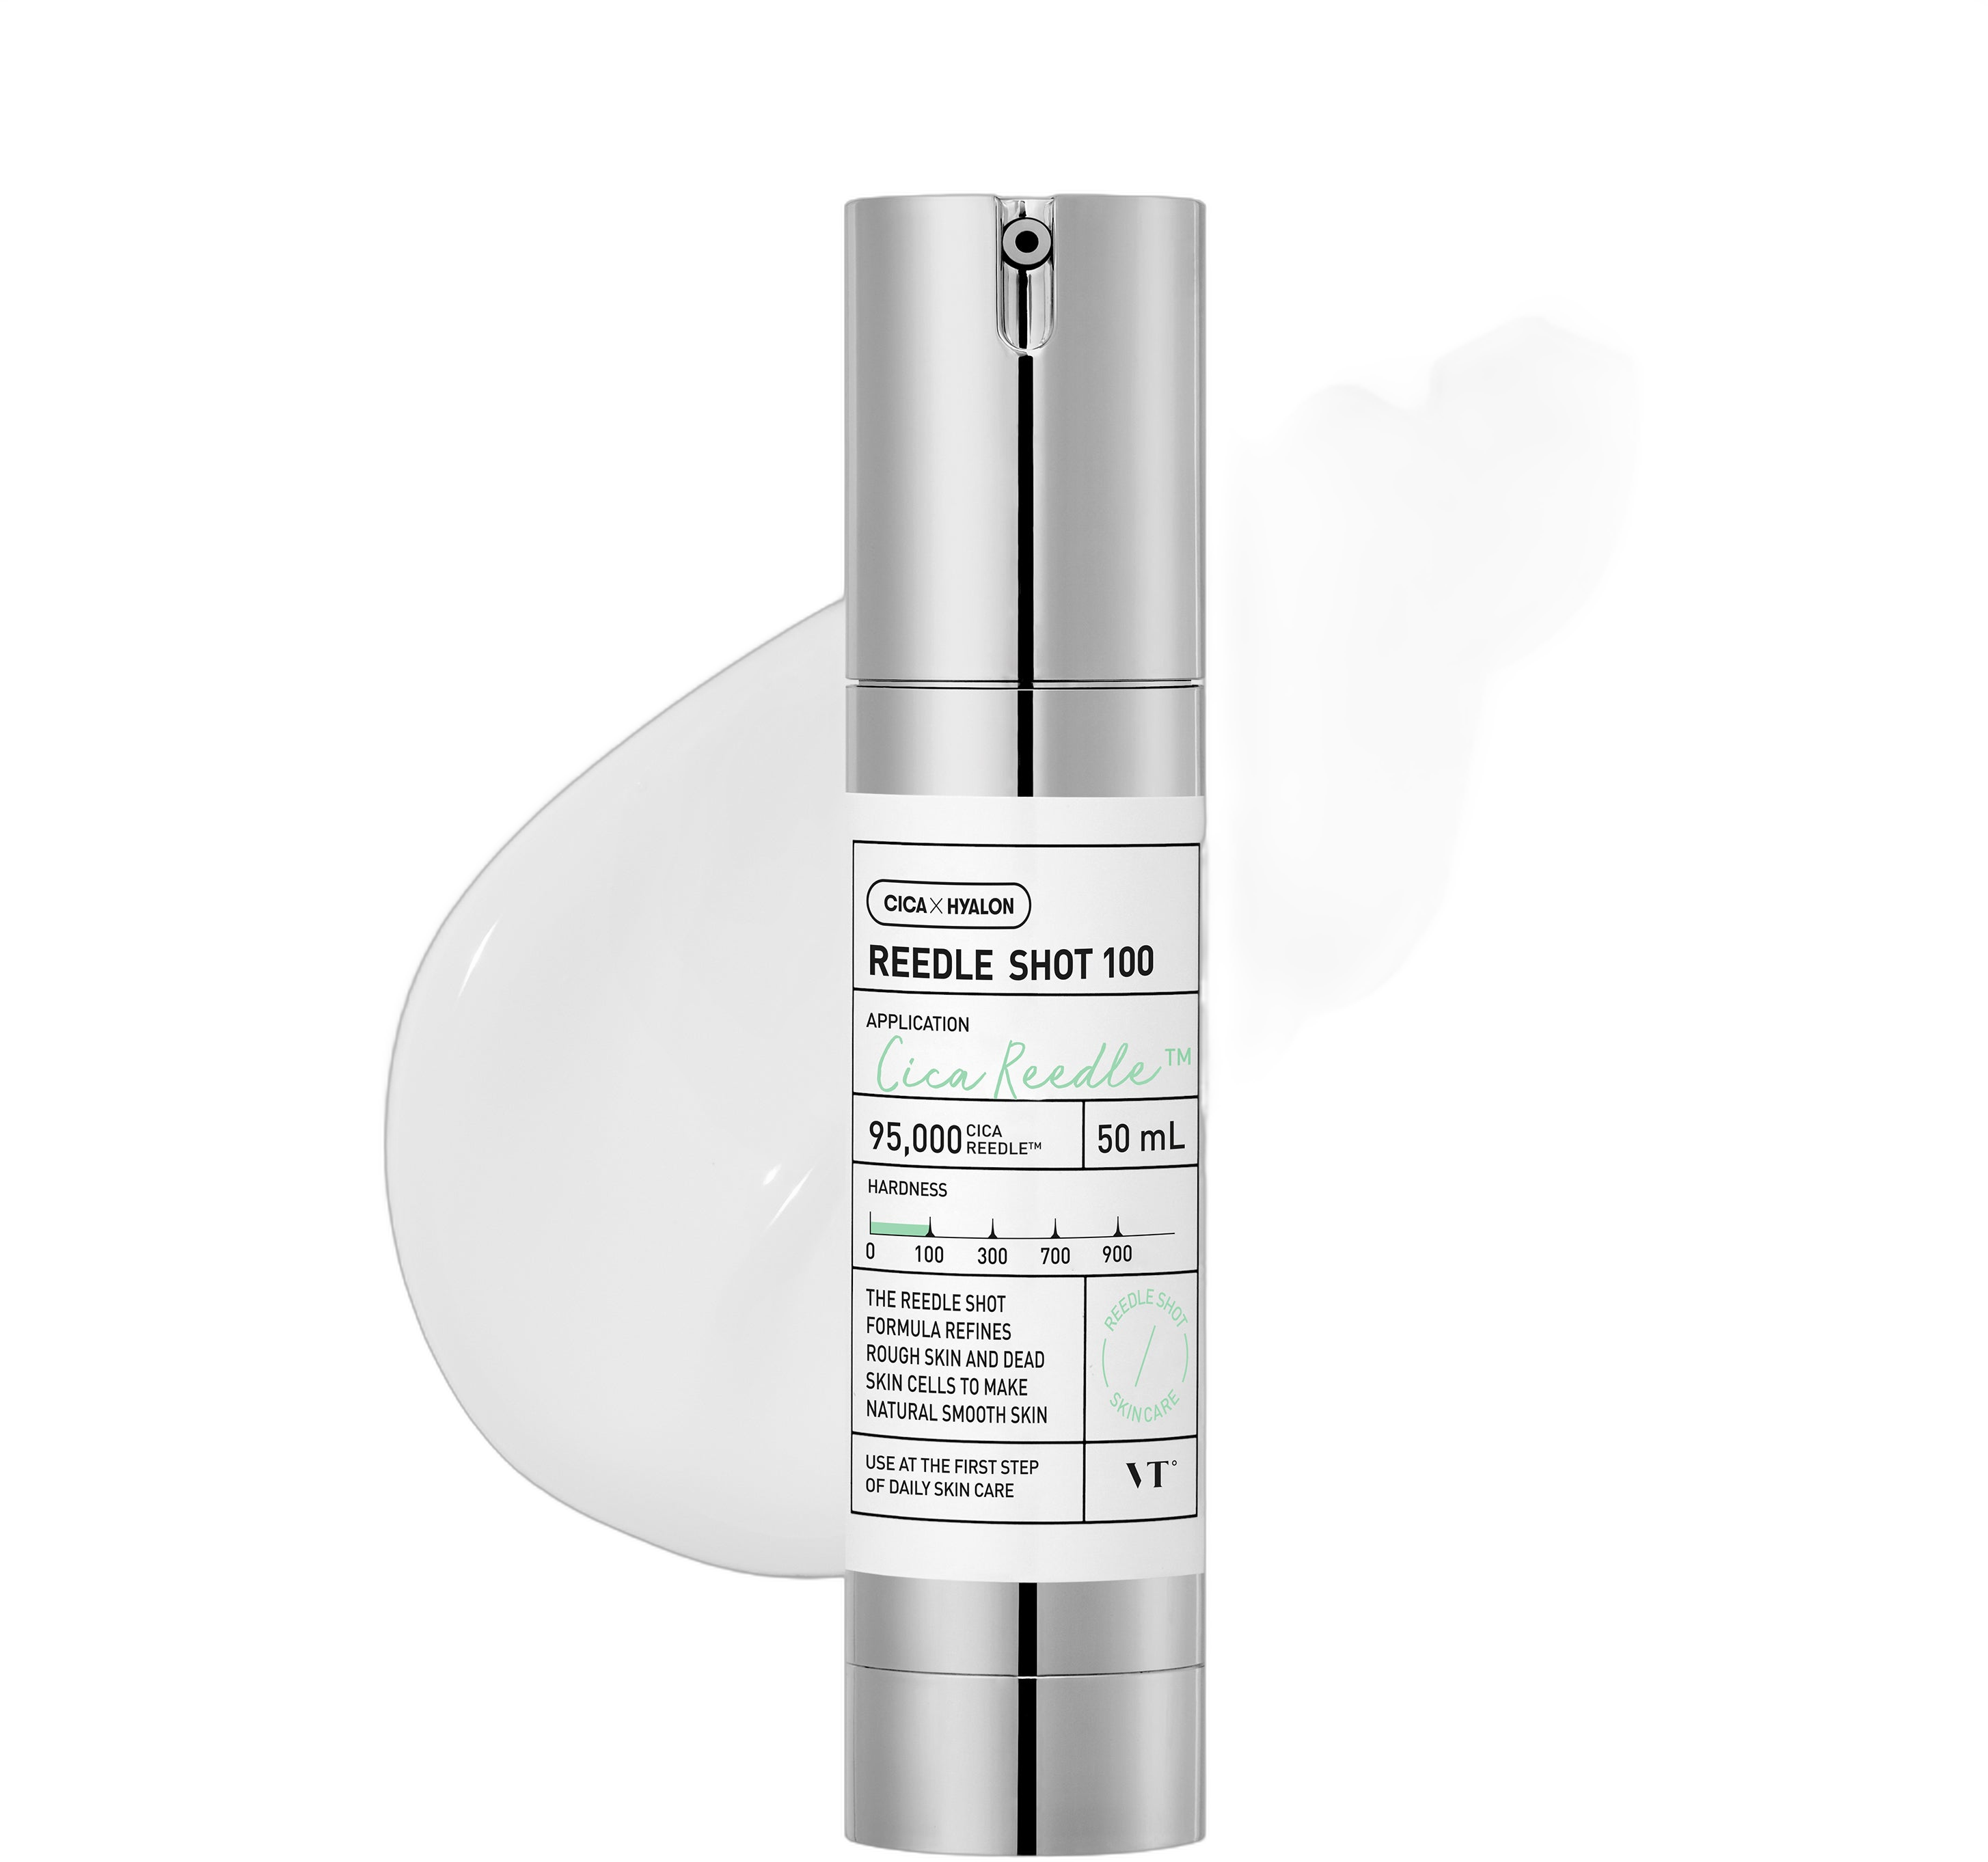 CICA X HYALON
REEDLE SHOT 100
APPLICATION
Cica Reedle™
95,000 CICA
REEDLE™
50 mL
HARDNESS
0 100 300 700 900
THE REEDLE SHOT
FORMULA REFINES
ROUGH SKIN AND DEAD
SKIN CELLS TO MAKE
NATURAL SMOOTH SKIN
REEDLE SHOT
SKINCARE
USE AT THE FIRST STEP
OF DAILY SKIN CARE
VT°